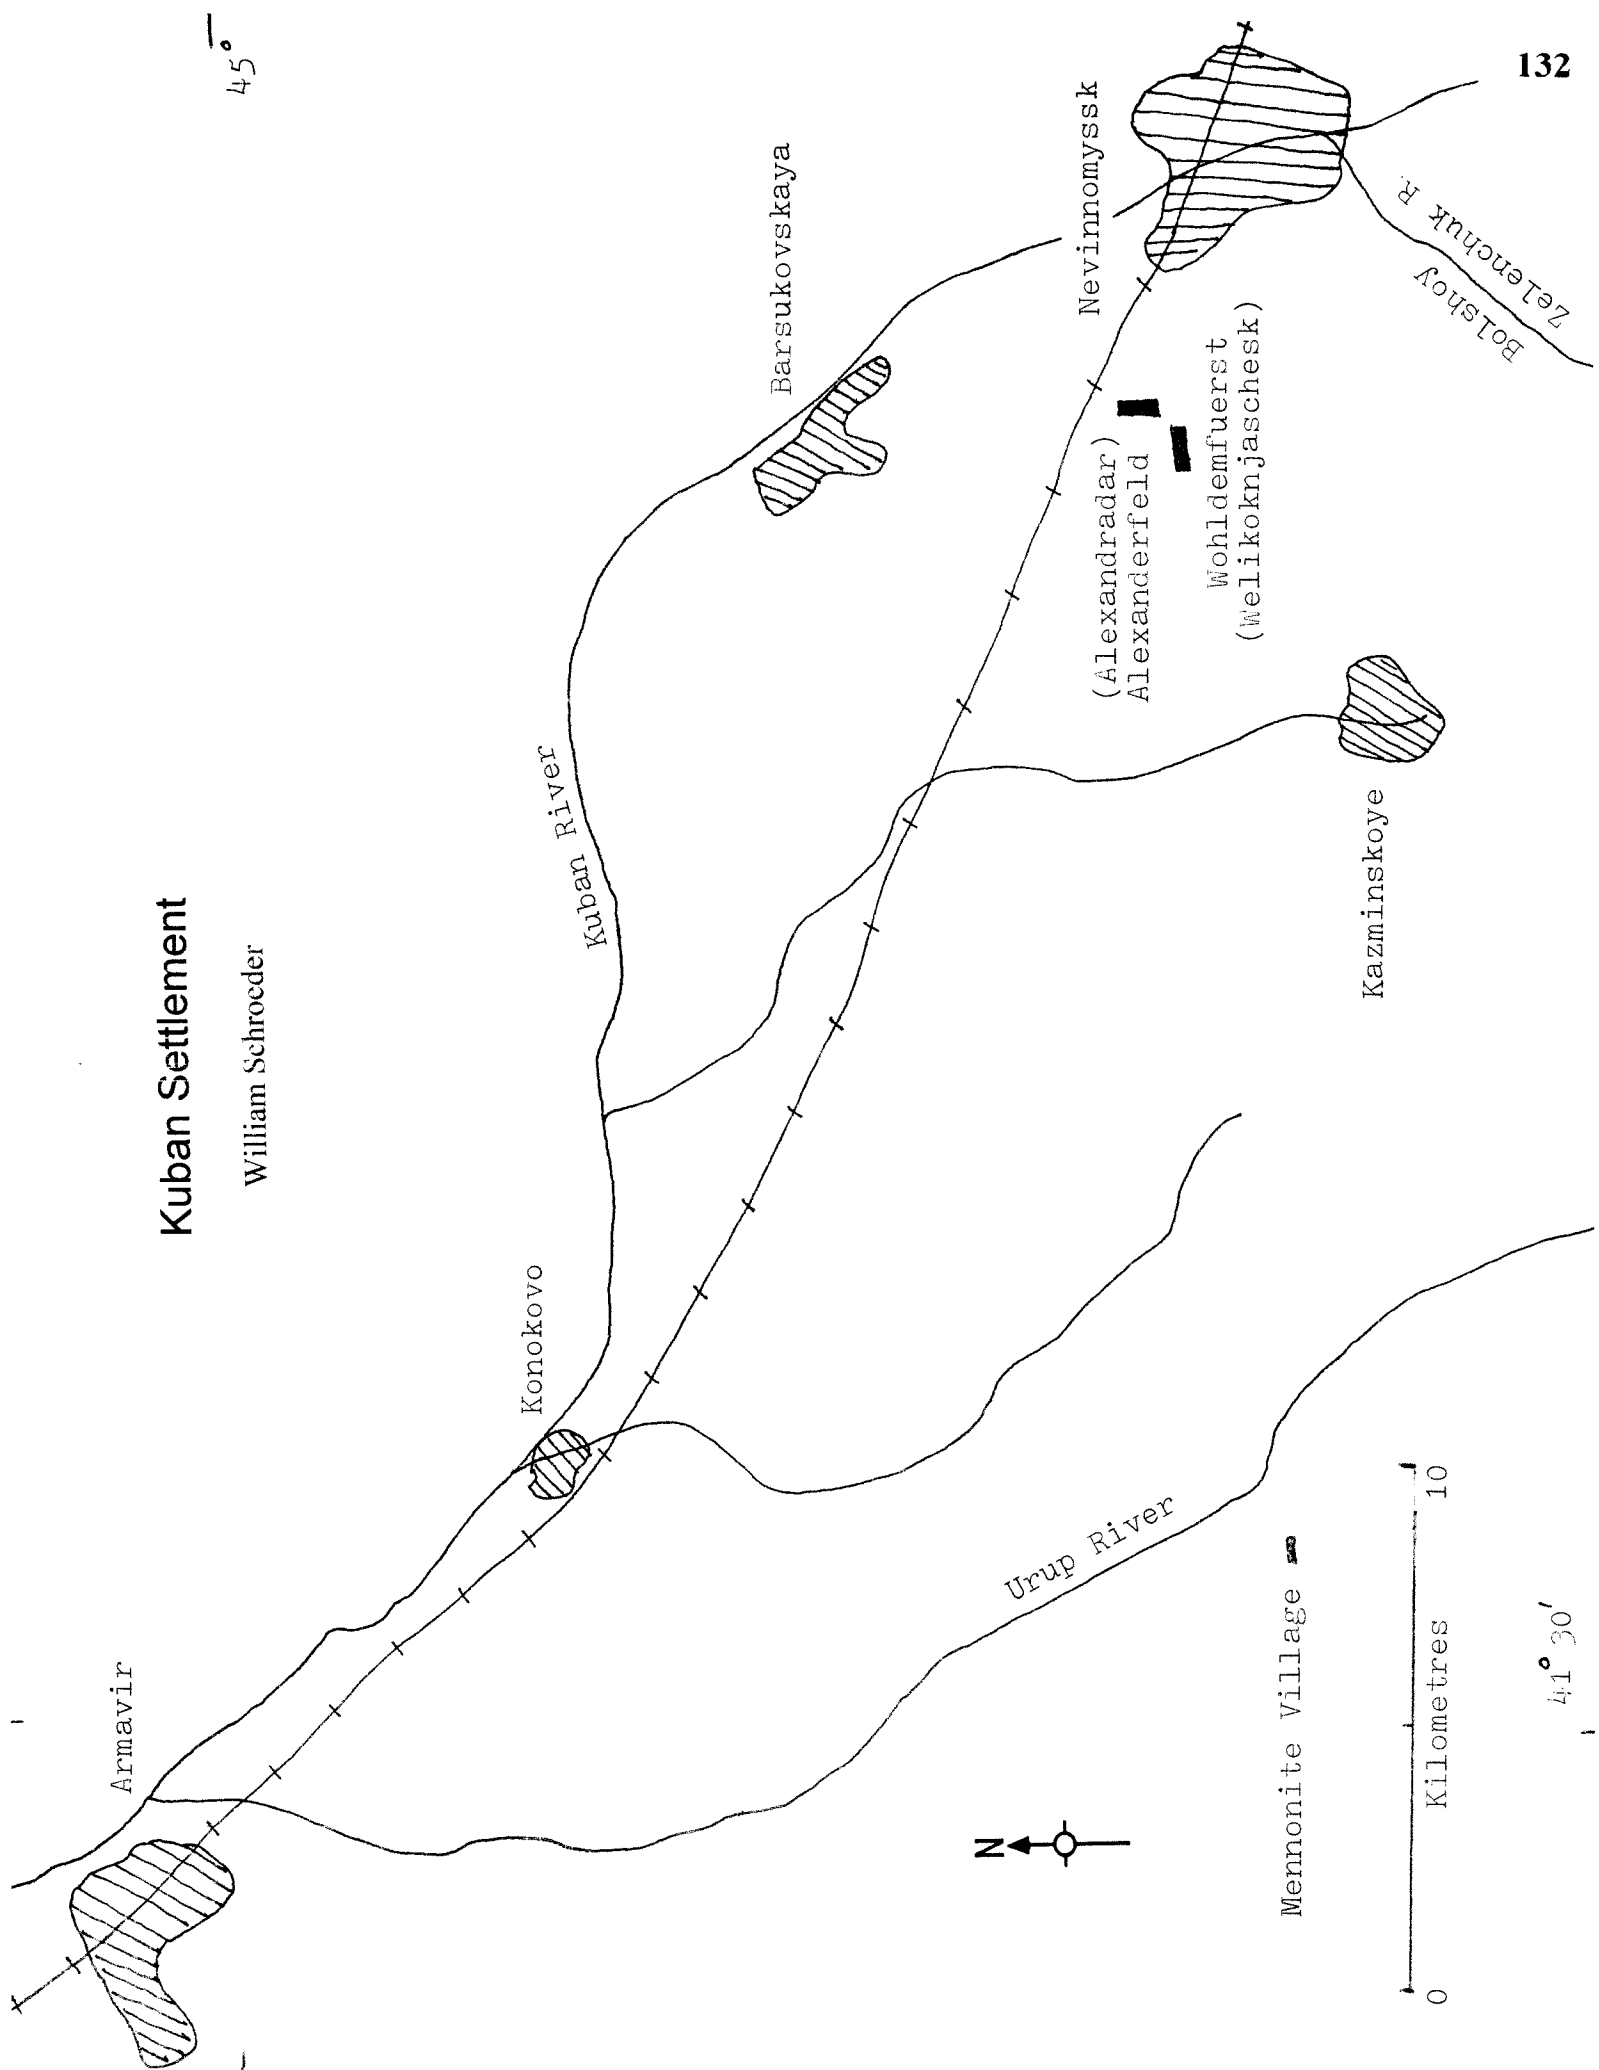 Kuban Settlement
William Schroeder
45°
132
Armavir
Konokovo
Kuban River
Barsukovskaya
Nevinnomyssk
(Alexandradar)
Alexanderfeld
Wohldemfuerst
(Welikoknjaschesk)
Bolshoy
Zelenchuk R.
Kazminskoye
Urup River
N
Mennonite Village
0 10
Kilometres
41° 30'